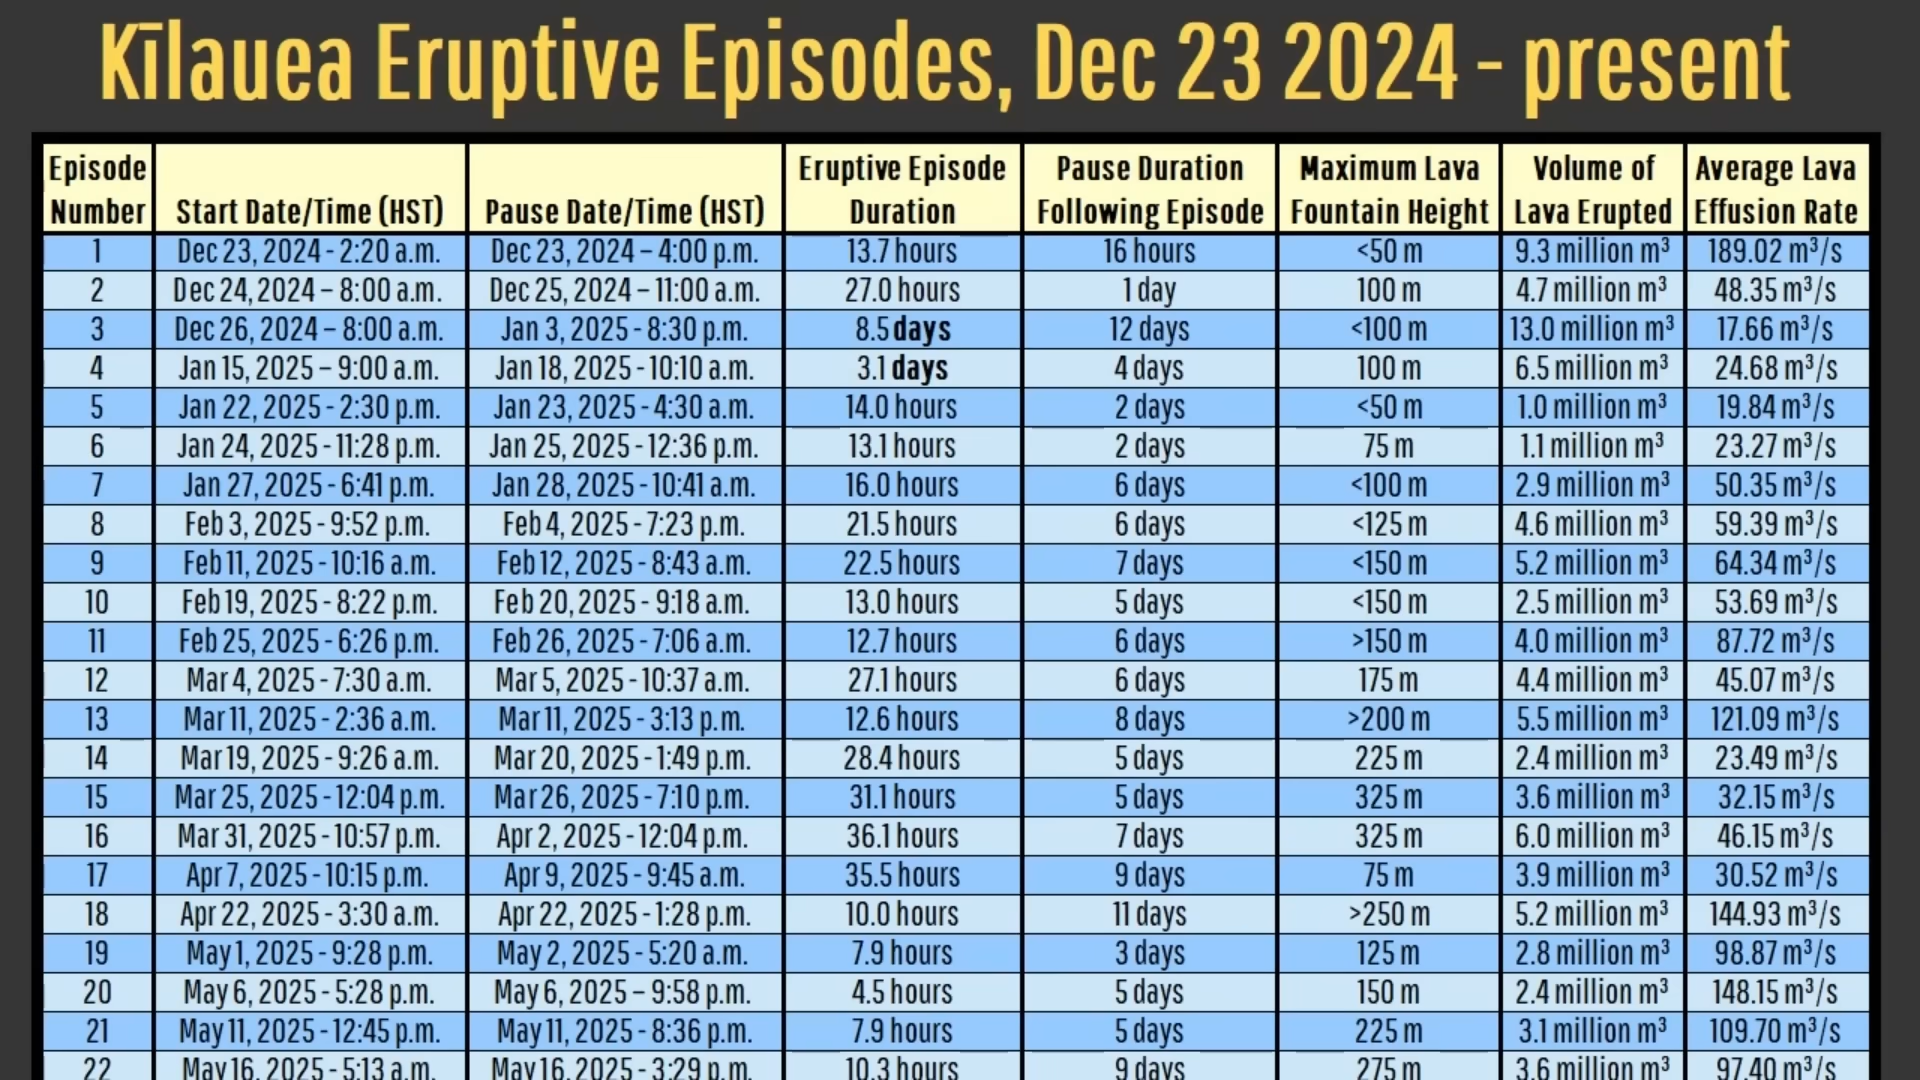 Kīlauea Eruptive Episodes, Dec 23 2024 - present
Episode Number | Start Date/Time (HST) | Pause Date/Time (HST) | Eruptive Episode Duration | Pause Duration Following Episode | Maximum Lava Fountain Height | Volume of Lava Erupted | Average Lava Effusion Rate
1 | Dec 23, 2024 - 2:20 a.m. | Dec 23, 2024 – 4:00 p.m. | 13.7 hours | 16 hours | <50 m | 9.3 million m³ | 189.02 m³/s
2 | Dec 24, 2024 – 8:00 a.m. | Dec 25, 2024 – 11:00 a.m. | 27.0 hours | 1 day | 100 m | 4.7 million m³ | 48.35 m³/s
3 | Dec 26, 2024 – 8:00 a.m. | Jan 3, 2025 - 8:30 p.m. | 8.5 days | 12 days | <100 m | 13.0 million m³ | 17.66 m³/s
4 | Jan 15, 2025 – 9:00 a.m. | Jan 18, 2025 - 10:10 a.m. | 3.1 days | 4 days | 100 m | 6.5 million m³ | 24.68 m³/s
5 | Jan 22, 2025 - 2:30 p.m. | Jan 23, 2025 - 4:30 a.m. | 14.0 hours | 2 days | <50 m | 1.0 million m³ | 19.84 m³/s
6 | Jan 24, 2025 - 11:28 p.m. | Jan 25, 2025 - 12:36 p.m. | 13.1 hours | 2 days | 75 m | 1.1 million m³ | 23.27 m³/s
7 | Jan 27, 2025 - 6:41 p.m. | Jan 28, 2025 - 10:41 a.m. | 16.0 hours | 6 days | <100 m | 2.9 million m³ | 50.35 m³/s
8 | Feb 3, 2025 - 9:52 p.m. | Feb 4, 2025 - 7:23 p.m. | 21.5 hours | 6 days | <125 m | 4.6 million m³ | 59.39 m³/s
9 | Feb 11, 2025 - 10:16 a.m. | Feb 12, 2025 - 8:43 a.m. | 22.5 hours | 7 days | <150 m | 5.2 million m³ | 64.34 m³/s
10 | Feb 19, 2025 - 8:22 p.m. | Feb 20, 2025 - 9:18 a.m. | 13.0 hours | 5 days | <150 m | 2.5 million m³ | 53.69 m³/s
11 | Feb 25, 2025 - 6:26 p.m. | Feb 26, 2025 - 7:06 a.m. | 12.7 hours | 6 days | >150 m | 4.0 million m³ | 87.72 m³/s
12 | Mar 4, 2025 - 7:30 a.m. | Mar 5, 2025 - 10:37 a.m. | 27.1 hours | 6 days | 175 m | 4.4 million m³ | 45.07 m³/s
13 | Mar 11, 2025 - 2:36 a.m. | Mar 11, 2025 - 3:13 p.m. | 12.6 hours | 8 days | >200 m | 5.5 million m³ | 121.09 m³/s
14 | Mar 19, 2025 - 9:26 a.m. | Mar 20, 2025 - 1:49 p.m. | 28.4 hours | 5 days | 225 m | 2.4 million m³ | 23.49 m³/s
15 | Mar 25, 2025 - 12:04 p.m. | Mar 26, 2025 - 7:10 p.m. | 31.1 hours | 5 days | 325 m | 3.6 million m³ | 32.15 m³/s
16 | Mar 31, 2025 - 10:57 p.m. | Apr 2, 2025 - 12:04 p.m. | 36.1 hours | 7 days | 325 m | 6.0 million m³ | 46.15 m³/s
17 | Apr 7, 2025 - 10:15 p.m. | Apr 9, 2025 - 9:45 a.m. | 35.5 hours | 9 days | 75 m | 3.9 million m³ | 30.52 m³/s
18 | Apr 22, 2025 - 3:30 a.m. | Apr 22, 2025 - 1:28 p.m. | 10.0 hours | 11 days | >250 m | 5.2 million m³ | 144.93 m³/s
19 | May 1, 2025 - 9:28 p.m. | May 2, 2025 - 5:20 a.m. | 7.9 hours | 3 days | 125 m | 2.8 million m³ | 98.87 m³/s
20 | May 6, 2025 - 5:28 p.m. | May 6, 2025 – 9:58 p.m. | 4.5 hours | 5 days | 150 m | 2.4 million m³ | 148.15 m³/s
21 | May 11, 2025 - 12:45 p.m. | May 11, 2025 - 8:36 p.m. | 7.9 hours | 5 days | 225 m | 3.1 million m³ | 109.70 m³/s
22 | May 16, 2025 - 5:13 a.m. | May 16, 2025 - 3:29 p.m. | 10.3 hours | 9 days | 275 m | 3.6 million m³ | 97.40 m³/s